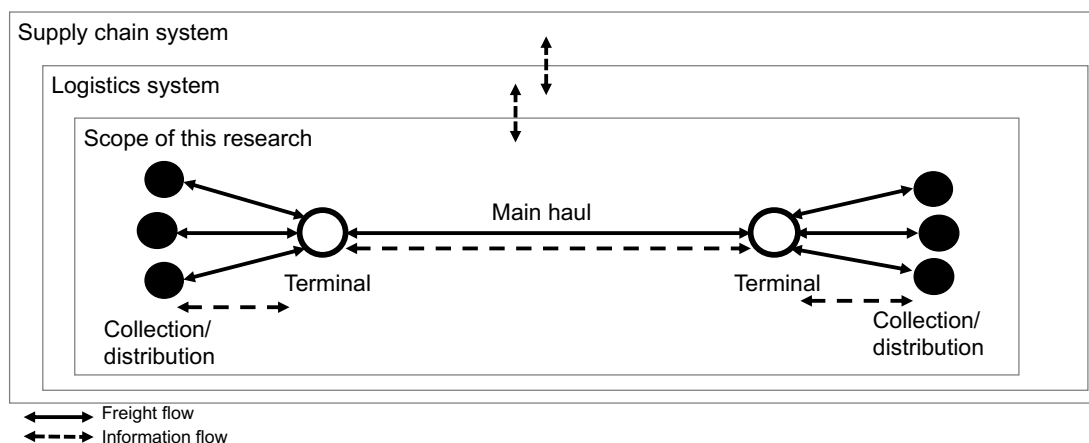 Supply chain system
Logistics system
Scope of this research
Main haul
Terminal
Terminal
Collection/
distribution
Collection/
distribution
Freight flow
Information flow